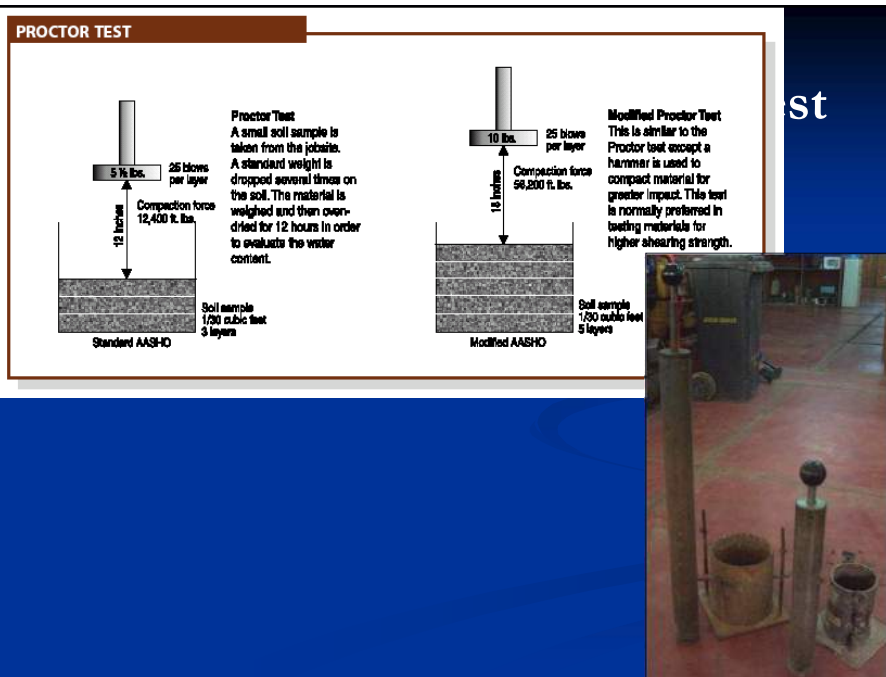 PROCTOR TEST
est
5 ½ lbs.
25 blows
per layer
12 inches
Compaction force
12,400 ft. lbs.
Soil sample
1/30 cubic feet
3 layers
Standard AASHO
Proctor Test
A small soil sample is
taken from the jobsite.
A standard weight is
dropped several times on
the soil. The material is
weighed and then oven-
dried for 12 hours in order
to evaluate the water
content.
10 lbs.
25 blows
per layer
18 inches
Compaction force
56,200 ft. lbs.
Soil sample
1/30 cubic feet
5 layers
Modified AASHO
Modified Proctor Test
This is similar to the
Proctor test except a
hammer is used to
compact material for
greater impact. This test
is normally preferred in
testing materials for
higher shearing strength.